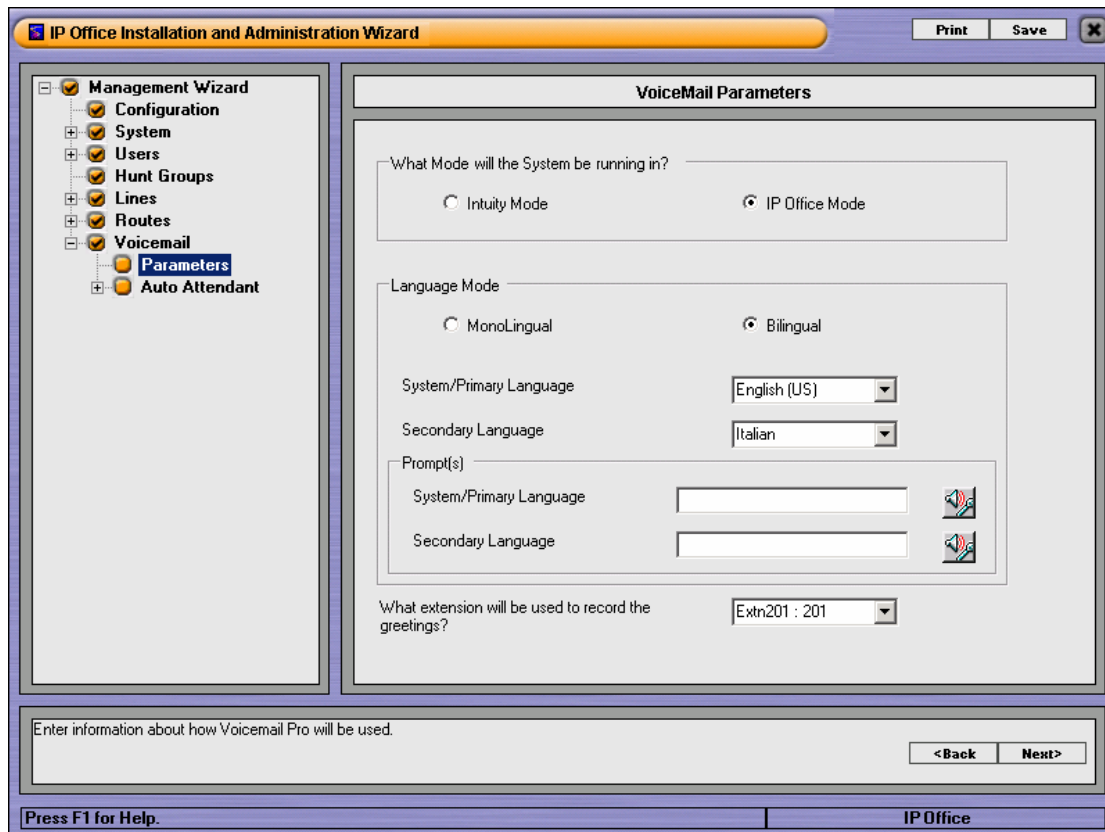 IP Office Installation and Administration Wizard
Print
Save
Management Wizard
Configuration
System
Users
Hunt Groups
Lines
Routes
Voicemail
Parameters
Auto Attendant
VoiceMail Parameters
What Mode will the System be running in?
Intuity Mode
IP Office Mode
Language Mode
MonoLingual
Bilingual
System/Primary Language
English (US)
Secondary Language
Italian
Prompt(s)
System/Primary Language
Secondary Language
What extension will be used to record the
greetings?
Extn201 : 201
Enter information about how Voicemail Pro will be used.
<Back
Next>
Press F1 for Help.
IP Office